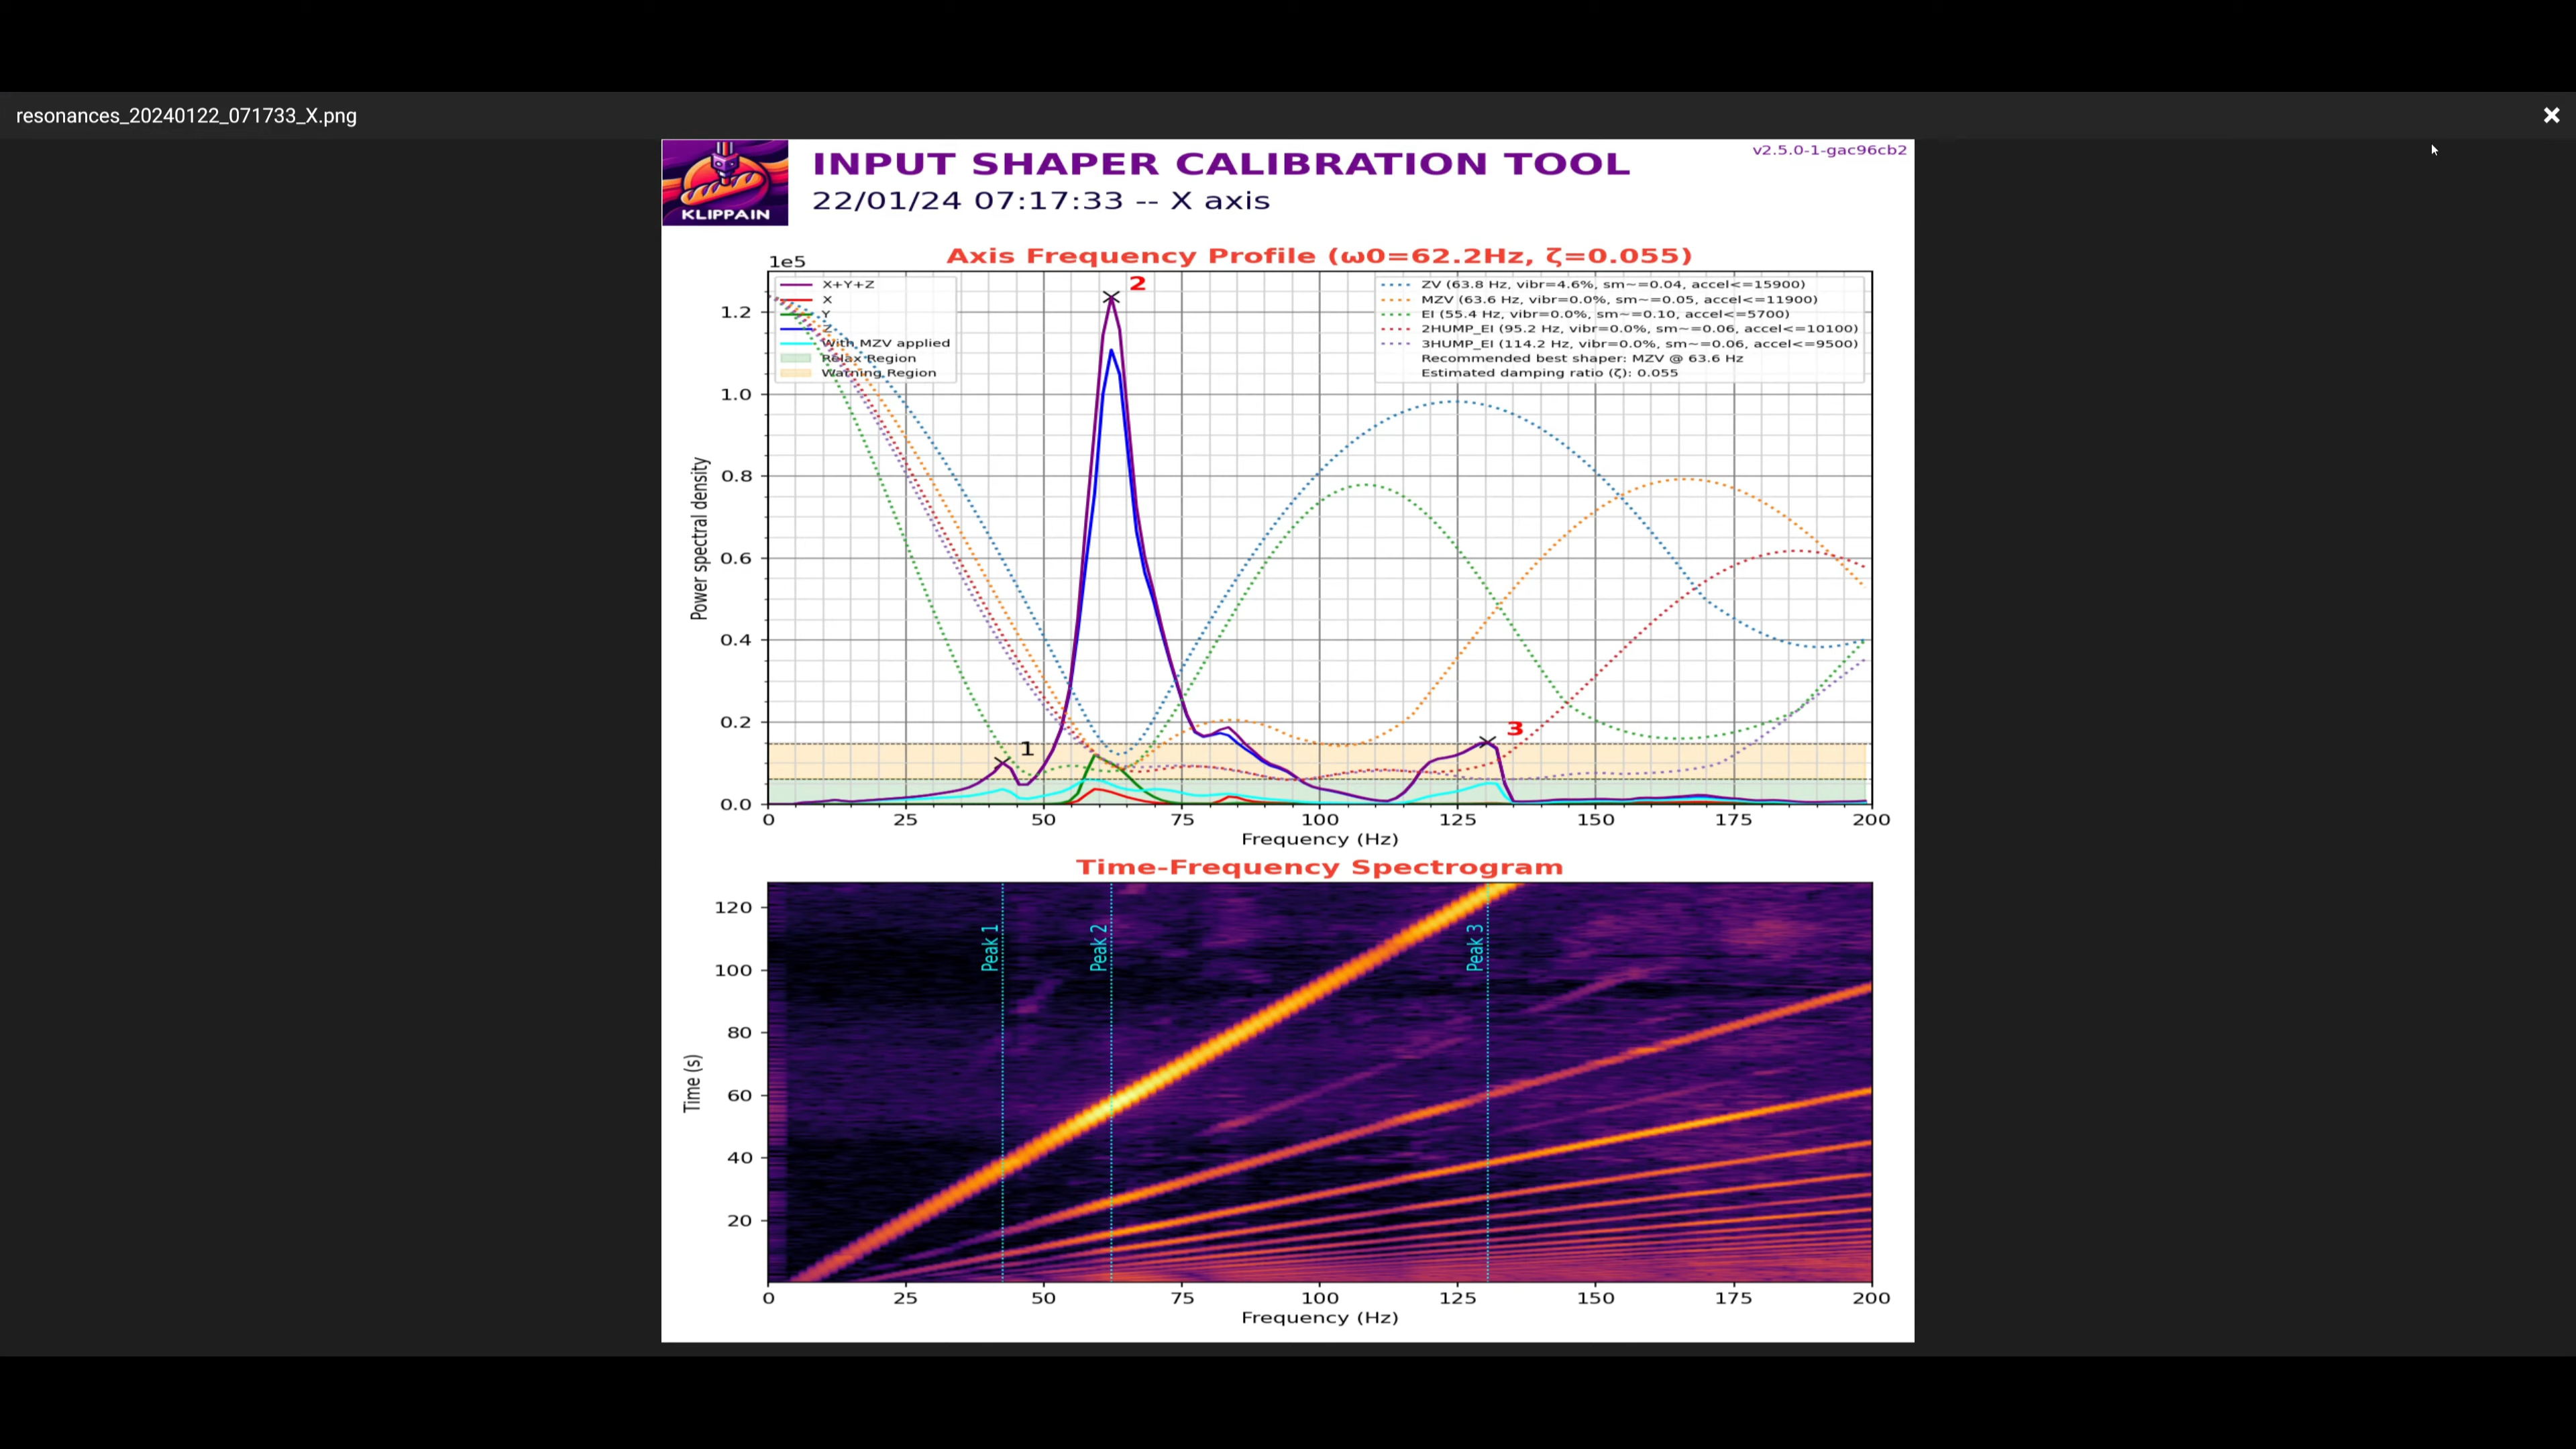 resonances_20240122_071733_X.png
KLIPPAIN
INPUT SHAPER CALIBRATION TOOL
v2.5.0-1-gac96cb2
22/01/24 07:17:33 -- X axis
Axis Frequency Profile (ω0=62.2Hz, ζ=0.055)
1e5
X+Y+Z
X
Y
Z
With MZV applied
Relax Region
Warning Region
ZV (63.8 Hz, vibr=4.6%, sm~=0.04, accel<=15900)
MZV (63.6 Hz, vibr=0.0%, sm~=0.05, accel<=11900)
EI (55.4 Hz, vibr=0.0%, sm~=0.10, accel<=5700)
2HUMP_EI (95.2 Hz, vibr=0.0%, sm~=0.06, accel<=10100)
3HUMP_EI (114.2 Hz, vibr=0.0%, sm~=0.06, accel<=9500)
Recommended best shaper: MZV @ 63.6 Hz
Estimated damping ratio (ζ): 0.055
1
2
3
Power spectral density
1.2
1.0
0.8
0.6
0.4
0.2
0.0
0 25 50 75 100 125 150 175 200
Frequency (Hz)
Time-Frequency Spectrogram
Peak 1
Peak 2
Peak 3
Time (s)
120
100
80
60
40
20
0 25 50 75 100 125 150 175 200
Frequency (Hz)